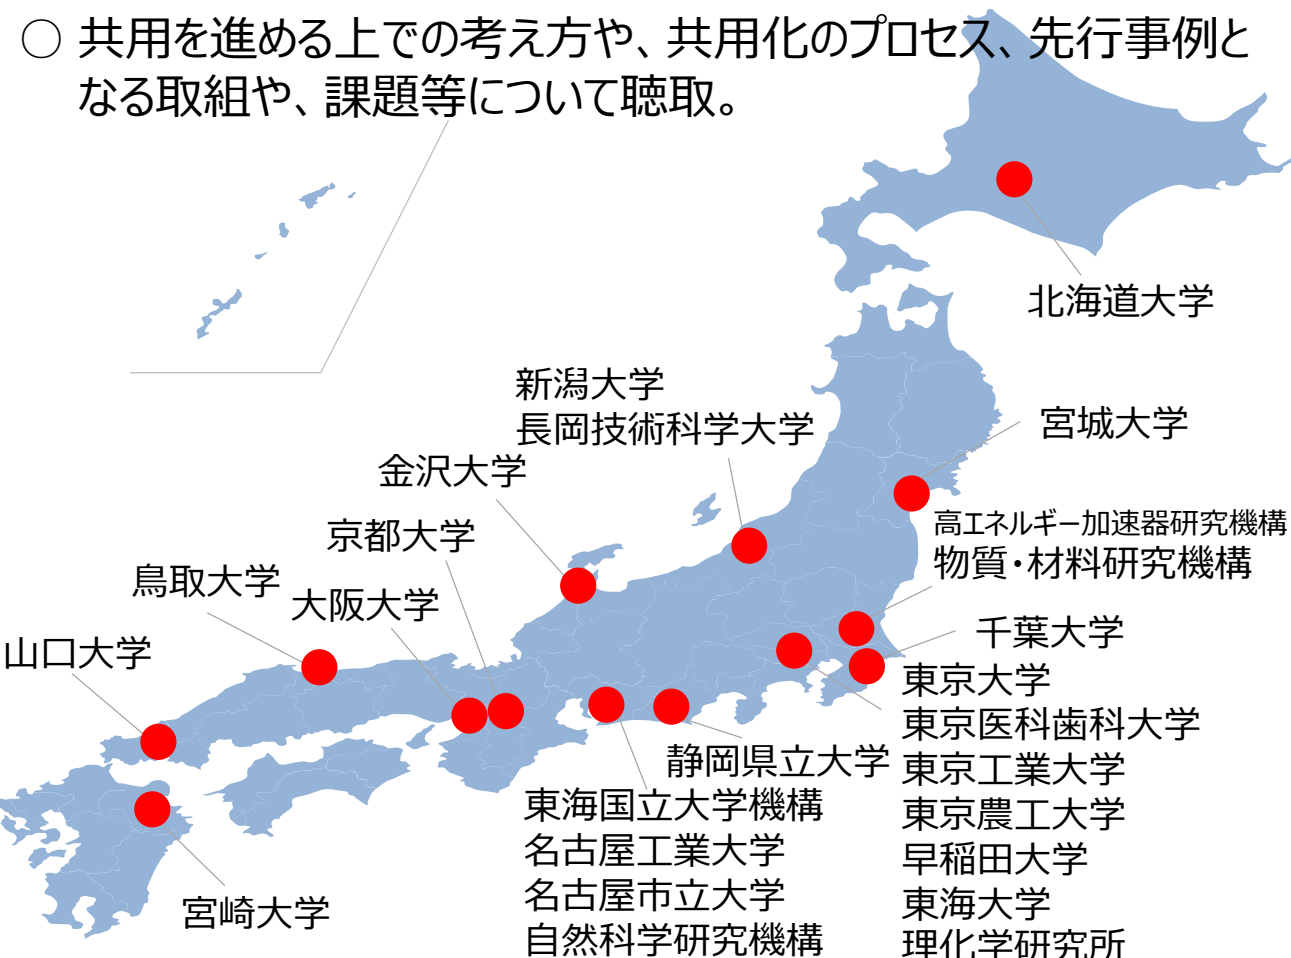 ○ 共用を進める上での考え方や、共用化のプロセス、先行事例と
なる取組や、課題等について聴取。
北海道大学
新潟大学
長岡技術科学大学
宮城大学
金沢大学
高エネルギー加速器研究機構
京都大学
物質・材料研究機構
鳥取大学
大阪大学
千葉大学
山口大学
東京大学
東京医科歯科大学
東京工業大学
東京農工大学
早稲田大学
東海大学
理化学研究所
静岡県立大学
東海国立大学機構
名古屋工業大学
名古屋市立大学
自然科学研究機構
宮崎大学